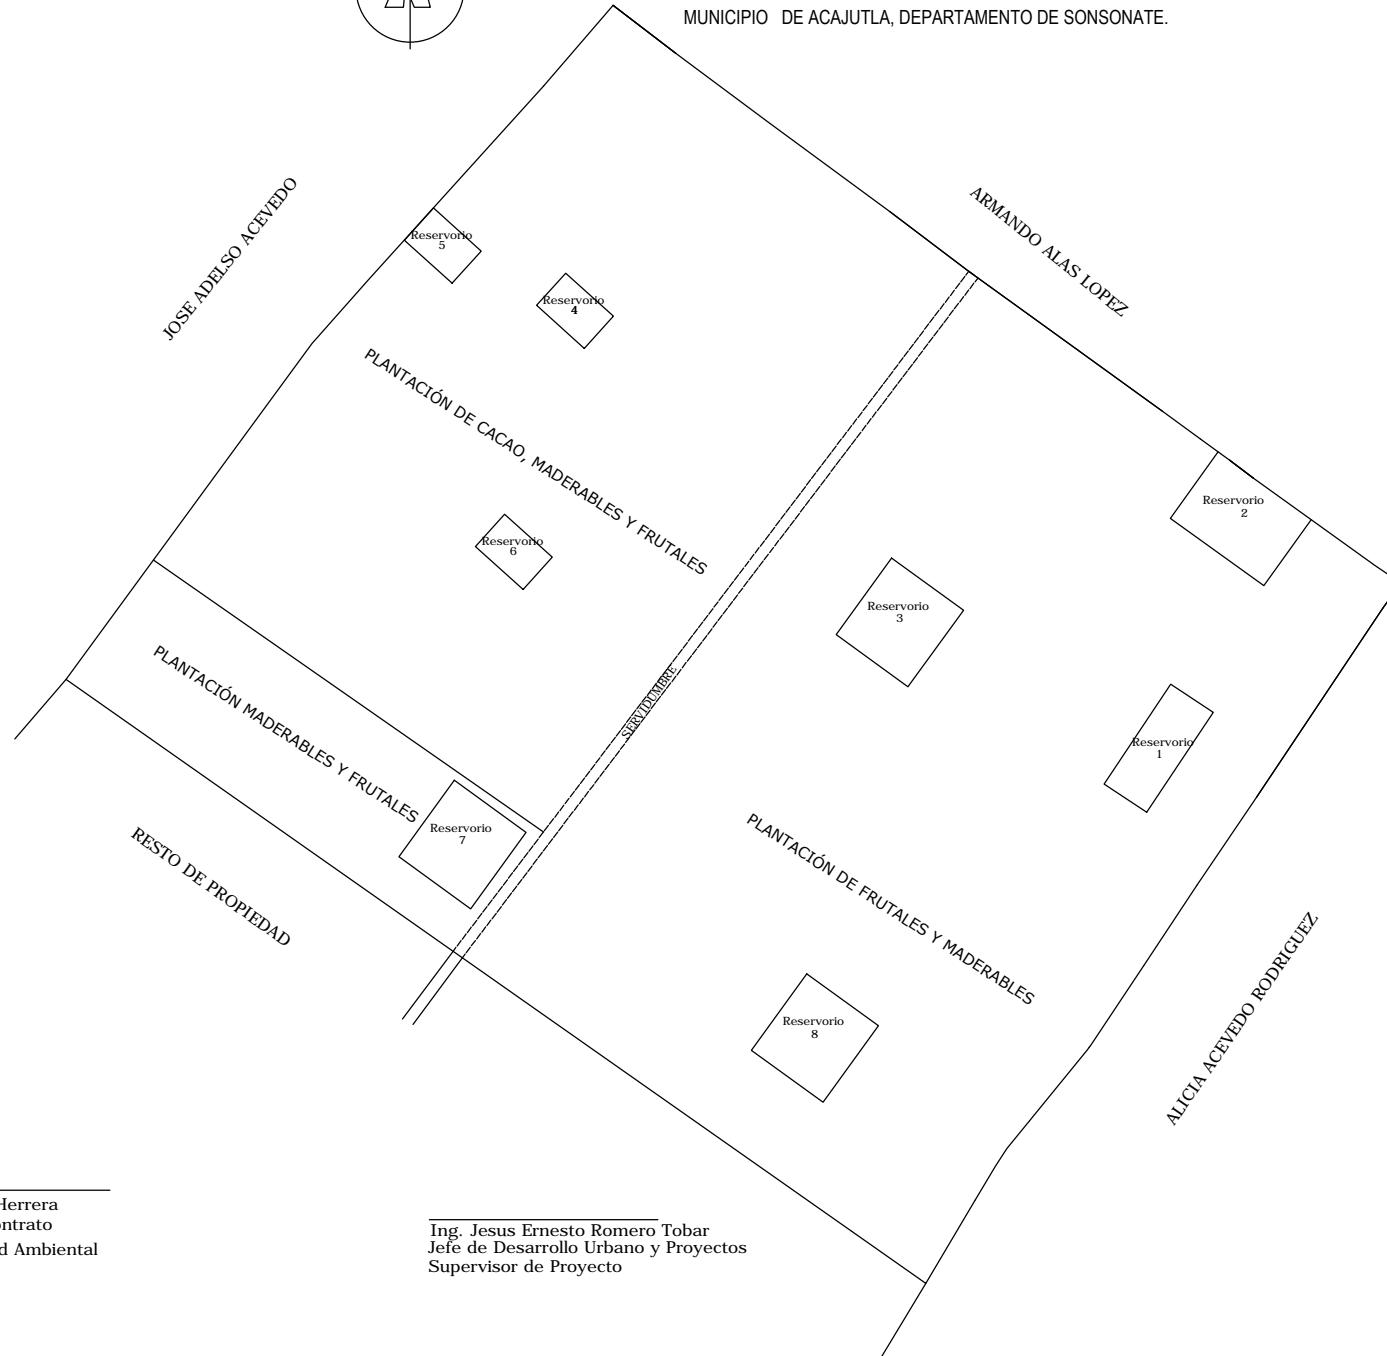 MUNICIPIO DE ACAJUTLA, DEPARTAMENTO DE SONSONATE.
JOSE ADELSO ACEVEDO
ARMANDO ALAS LOPEZ
Reservorio
5
Reservorio
4
PLANTACIÓN DE CACAO, MADERABLES Y FRUTALES
Reservorio
2
Reservorio
6
Reservorio
3
SERVIDUMBRE
PLANTACIÓN MADERABLES Y FRUTALES
Reservorio
1
Reservorio
7
RESTO DE PROPIEDAD
PLANTACIÓN DE FRUTALES Y MADERABLES
ALICIA ACEVEDO RODRIGUEZ
Reservorio
8
Herrera
ntrato
d Ambiental
Ing. Jesus Ernesto Romero Tobar
Jefe de Desarrollo Urbano y Proyectos
Supervisor de Proyecto